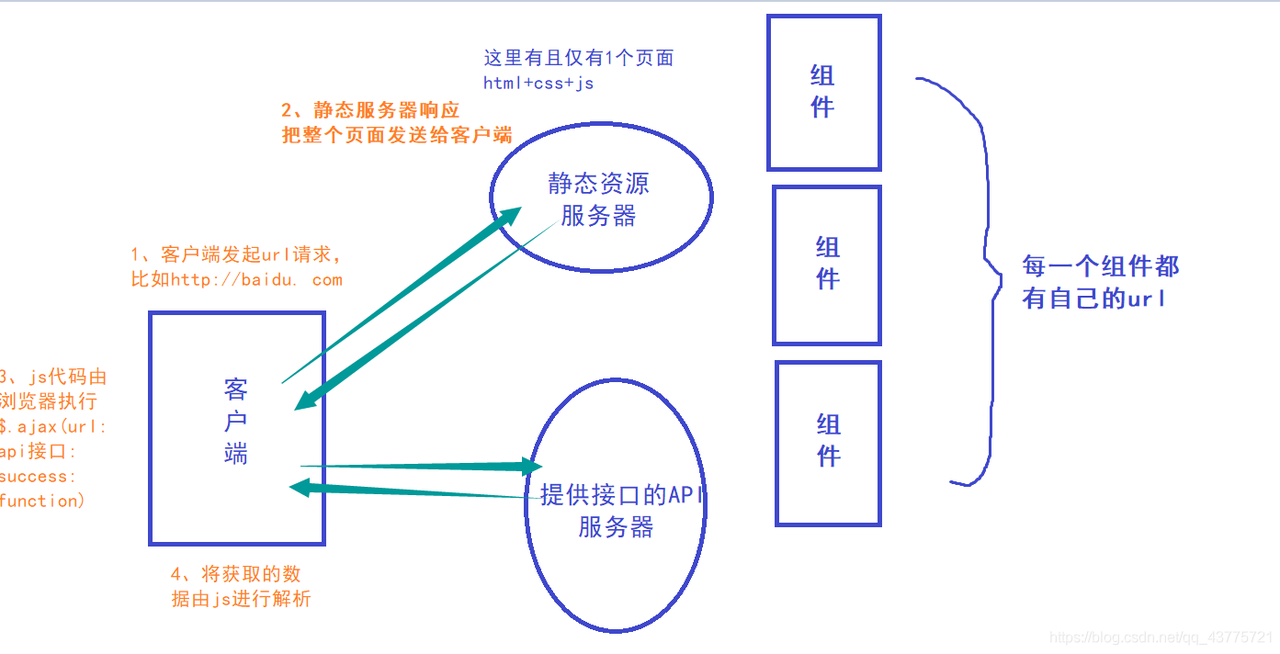 这里有且仅有1个页面
html+css+js
2、静态服务器响应
把整个页面发送给客户端
静态资源
服务器
1、客户端发起url请求，
比如http://baidu. com
客
户
端
3、js代码由
浏览器执行
$.ajax(url:
api接口:
success:
function)
提供接口的API
服务器
4、将获取的数
据由js进行解析
组
件
组
件
组
件
每一个组件都
有自己的url
https://blog.csdn.net/qq_43775721